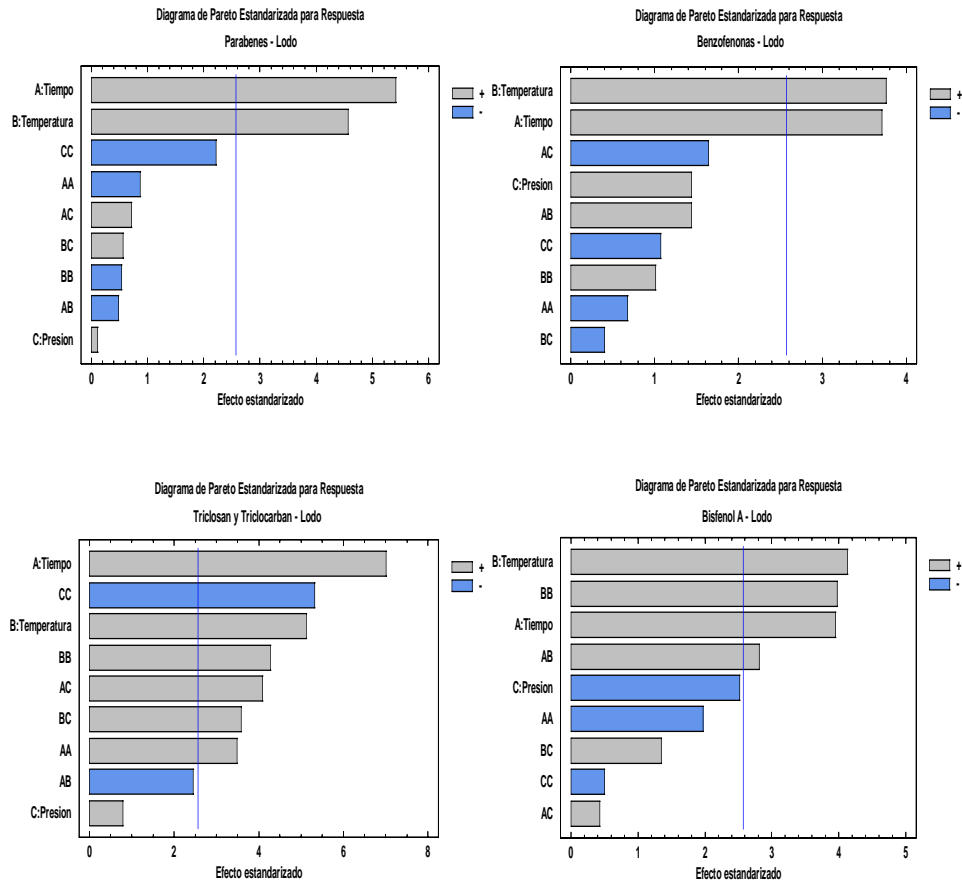 Diagrama de Pareto Estandarizada para Respuesta
Parabenes - Lodo
A:Tiempo
B:Temperatura
CC
AA
AC
BC
BB
AB
C:Presion
0 1 2 3 4 5 6
Efecto estandarizado
+
-
Diagrama de Pareto Estandarizada para Respuesta
Benzofenonas - Lodo
B:Temperatura
A:Tiempo
AC
C:Presion
AB
CC
BB
AA
BC
0 1 2 3 4
Efecto estandarizado
+
-
Diagrama de Pareto Estandarizada para Respuesta
Triclosan y Triclocarban - Lodo
A:Tiempo
CC
B:Temperatura
BB
AC
BC
AA
AB
C:Presion
0 2 4 6 8
Efecto estandarizado
+
-
Diagrama de Pareto Estandarizada para Respuesta
Bisfenol A - Lodo
B:Temperatura
BB
A:Tiempo
AB
C:Presion
AA
BC
CC
AC
0 1 2 3 4 5
Efecto estandarizado
+
-